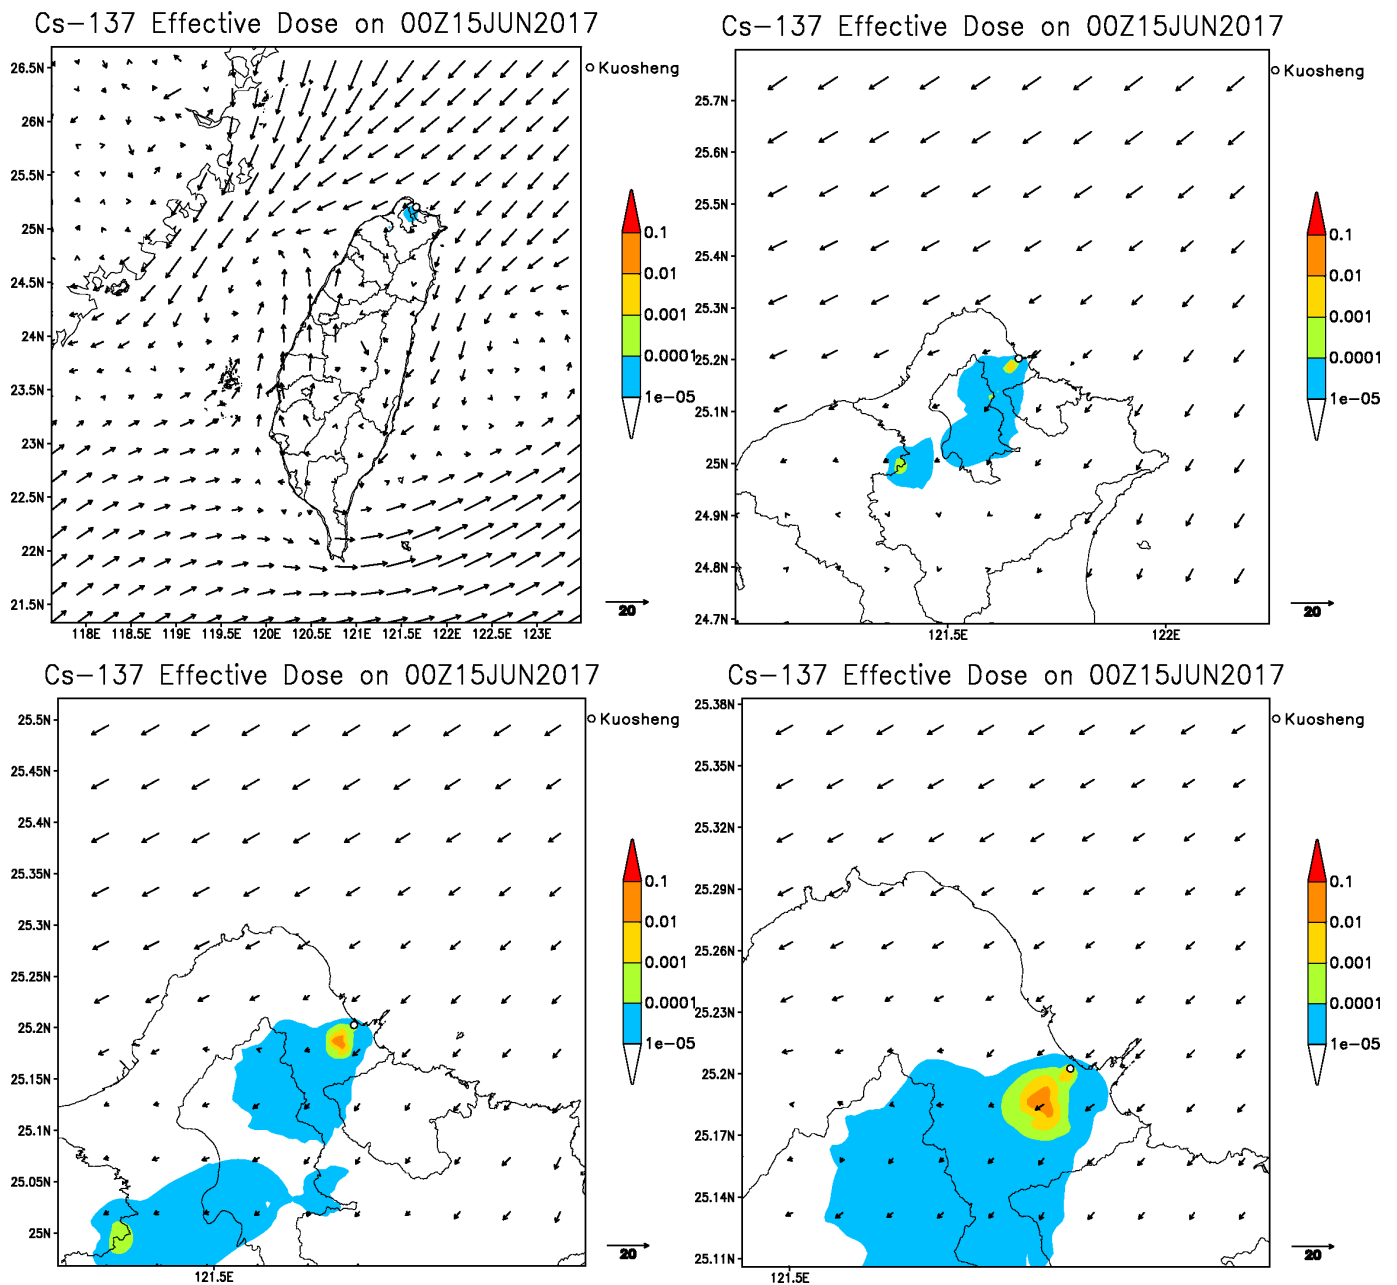 Cs-137 Effective Dose on 00Z15JUN2017
Kuosheng
26.5N
26N
25.5N
25N
24.5N
24N
23.5N
23N
22.5N
22N
21.5N
118E 118.5E 119E 119.5E 120E 120.5E 121E 121.5E 122E 122.5E 123E
0.1
0.01
0.001
0.0001
1e-05
20
Cs-137 Effective Dose on 00Z15JUN2017
Kuosheng
25.7N
25.6N
25.5N
25.4N
25.3N
25.2N
25.1N
25N
24.9N
24.8N
24.7N
121.5E 122E
0.1
0.01
0.001
0.0001
1e-05
20
Cs-137 Effective Dose on 00Z15JUN2017
Kuosheng
25.5N
25.45N
25.4N
25.35N
25.3N
25.25N
25.2N
25.15N
25.1N
25.05N
25N
121.5E
0.1
0.01
0.001
0.0001
1e-05
20
Cs-137 Effective Dose on 00Z15JUN2017
Kuosheng
25.38N
25.35N
25.32N
25.29N
25.26N
25.23N
25.2N
25.17N
25.14N
25.11N
121.5E
0.1
0.01
0.001
0.0001
1e-05
20